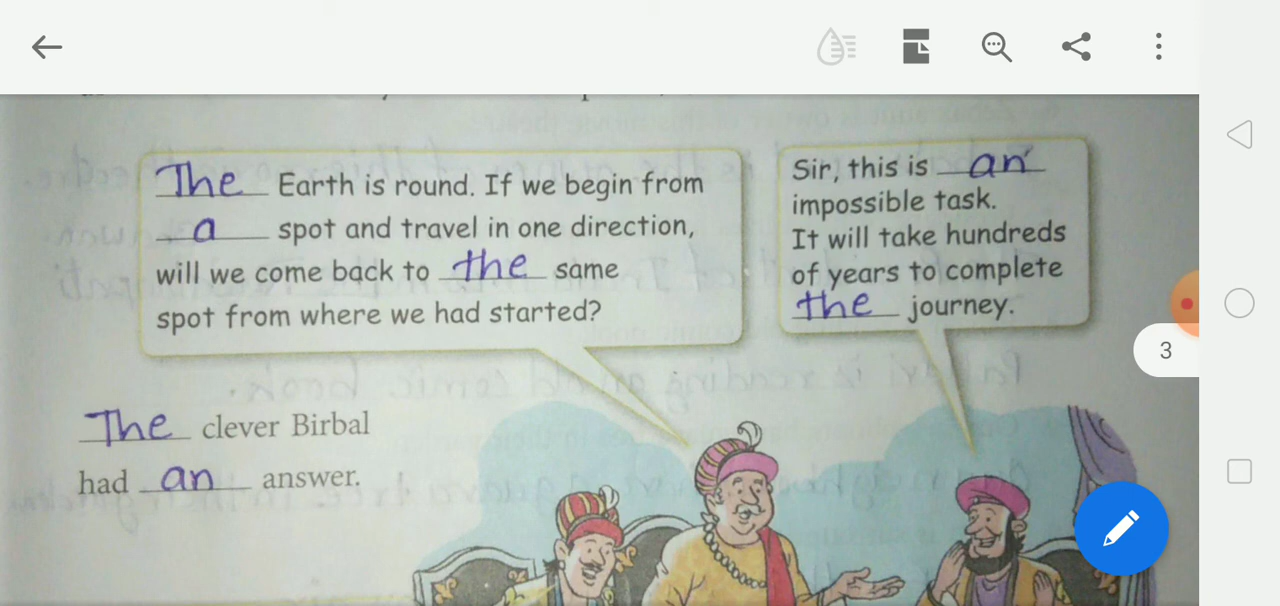 The Earth is round. If we begin from
a spot and travel in one direction,
will we come back to the same
spot from where we had started?
Sir, this is an
impossible task.
It will take hundreds
of years to complete
the journey.
3
The clever Birbal
had an answer.